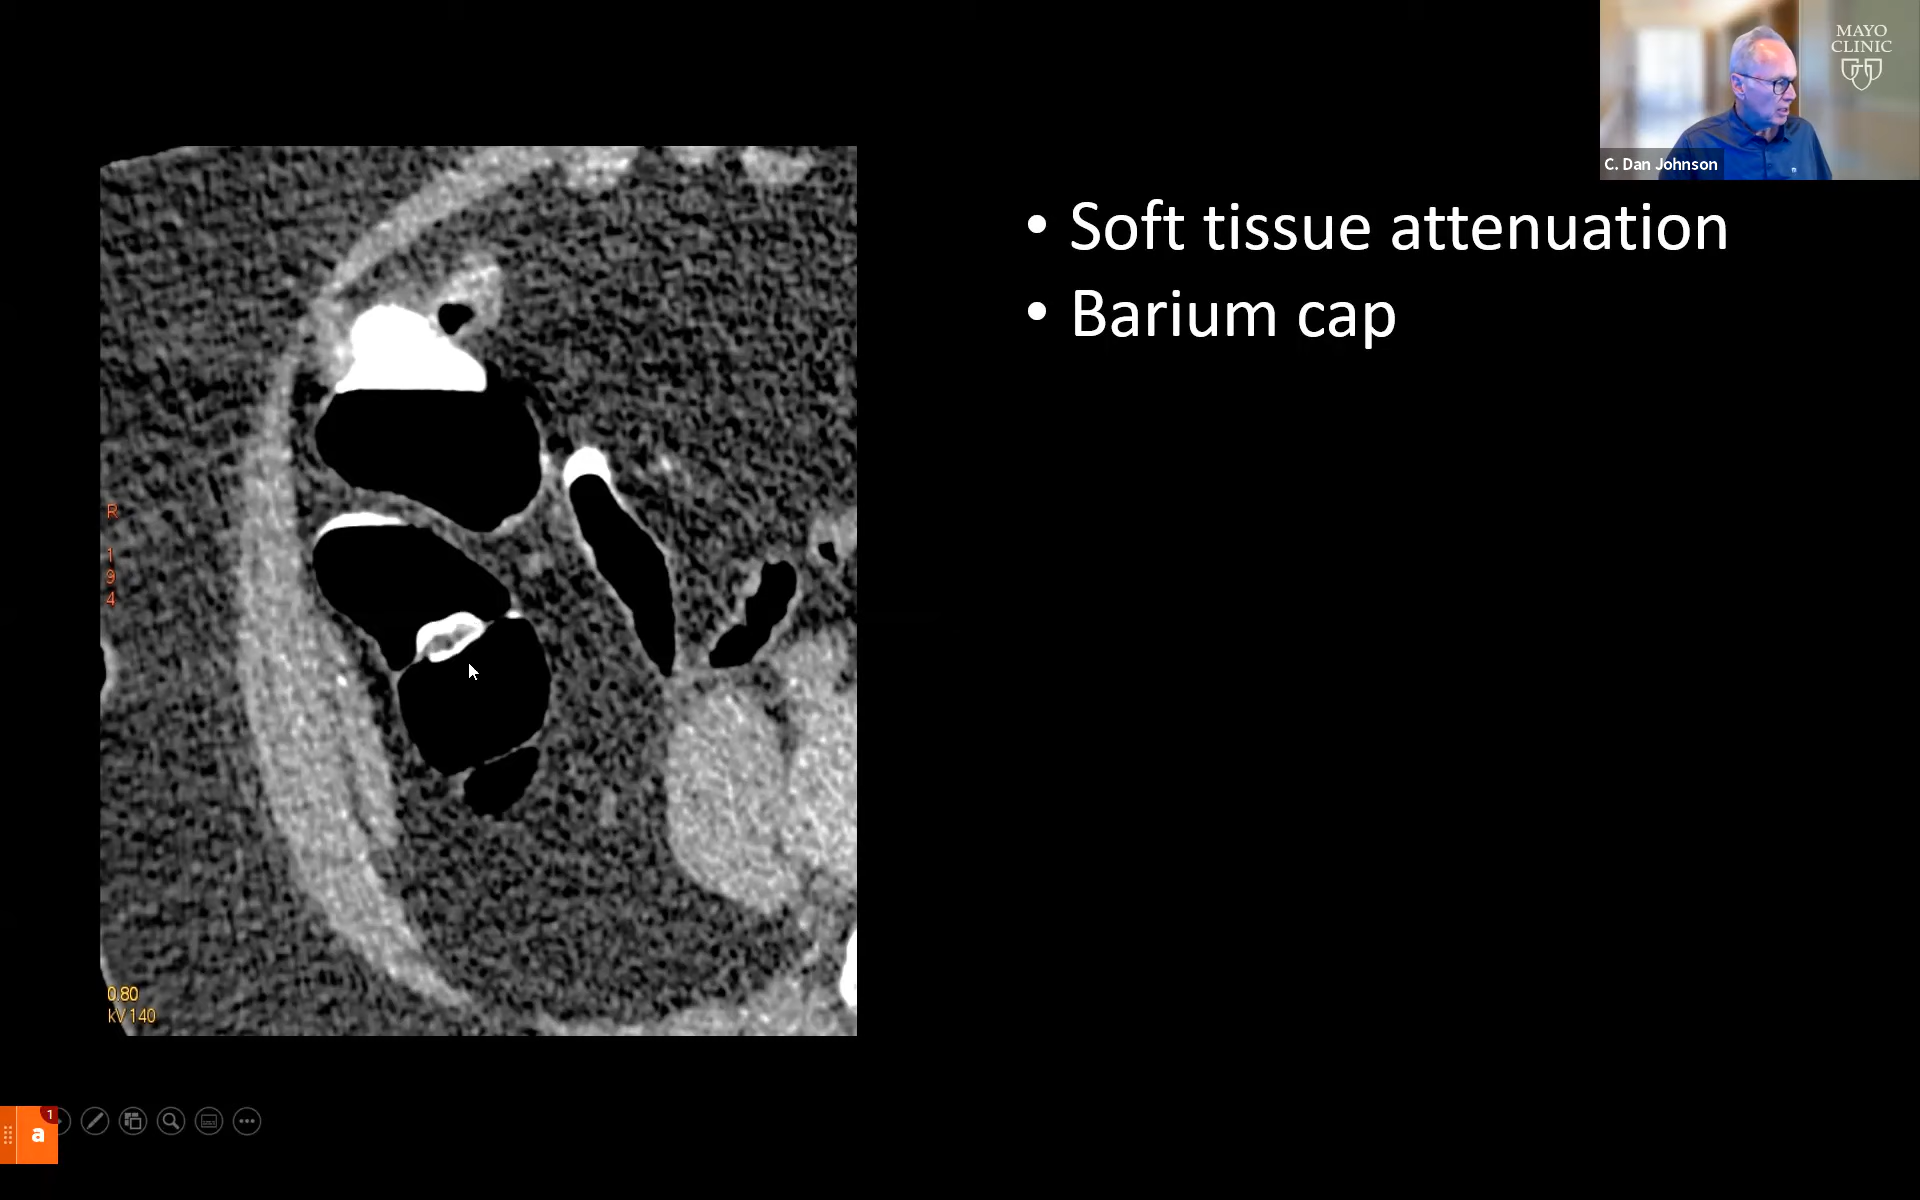 MAYO
CLINIC
C. Dan Johnson
• Soft tissue attenuation
• Barium cap
R
1
9
4
0.80
kV 140
1
a